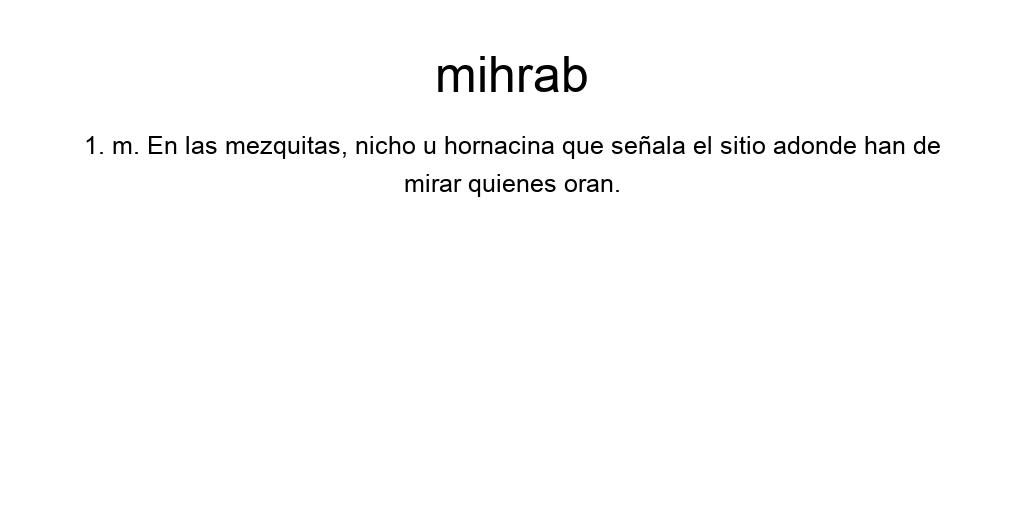 mihrab
1. m. En las mezquitas, nicho u hornacina que señala el sitio adonde han de
mirar quienes oran.